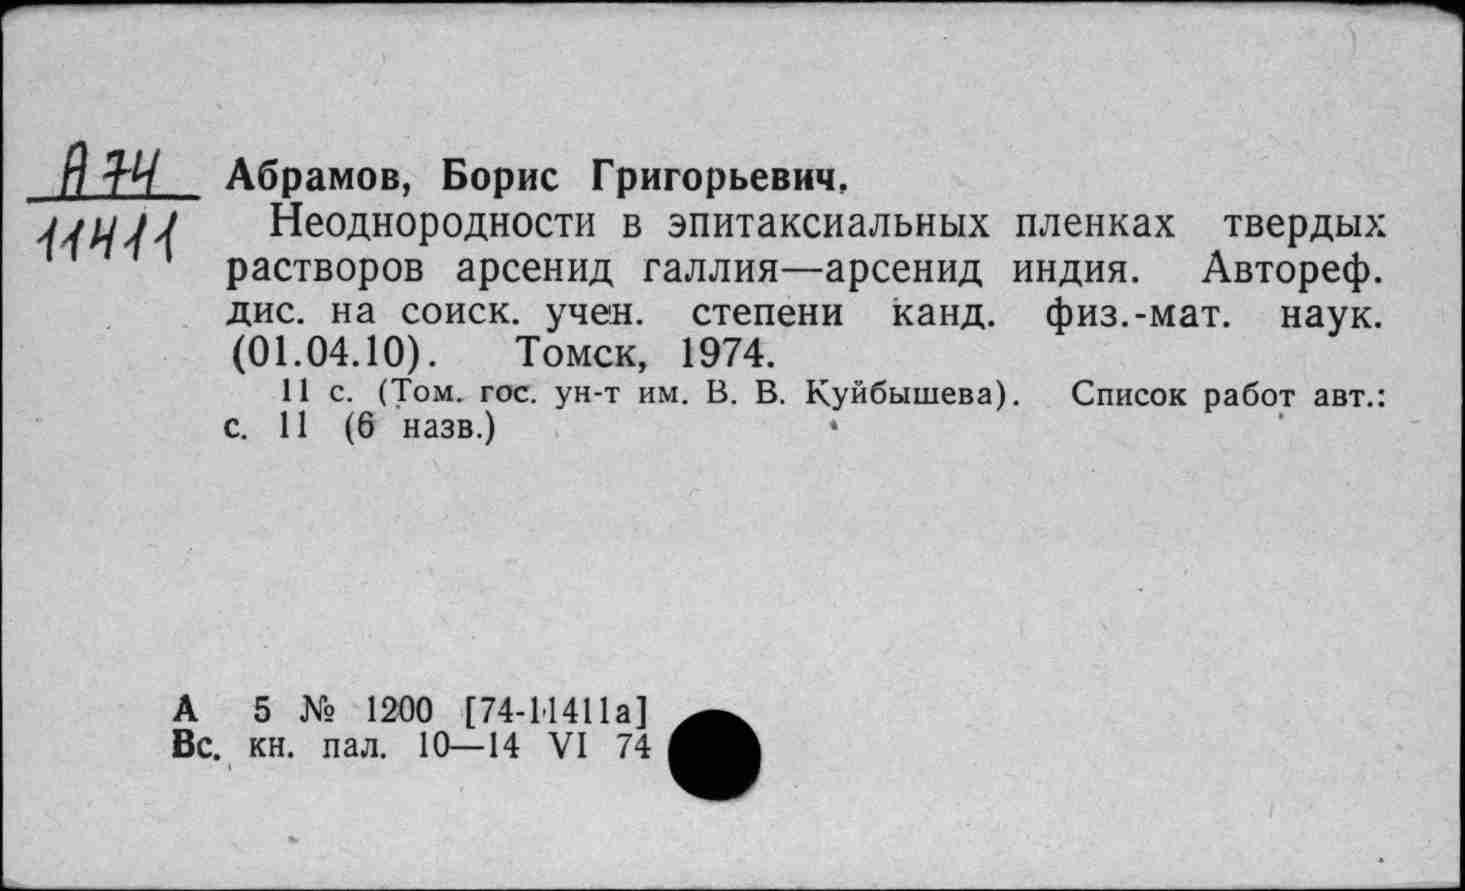 А74
11411
Абрамов, Борис Григорьевич.
Неоднородности в эпитаксиальных пленках твердых
растворов арсенид галлия—арсенид индия. Автореф.
дис. на соиск. учен. степени канд. физ.-мат. наук.
(01.04.10). Томск, 1974.
11 с. (Том. гос. ун-т им. В. В. Куйбышева). Список работ авт.:
с. 11 (6 назв.)
А 5 № 1200 [74-11411а]
Вс. кн. пал. 10—14 VI 74